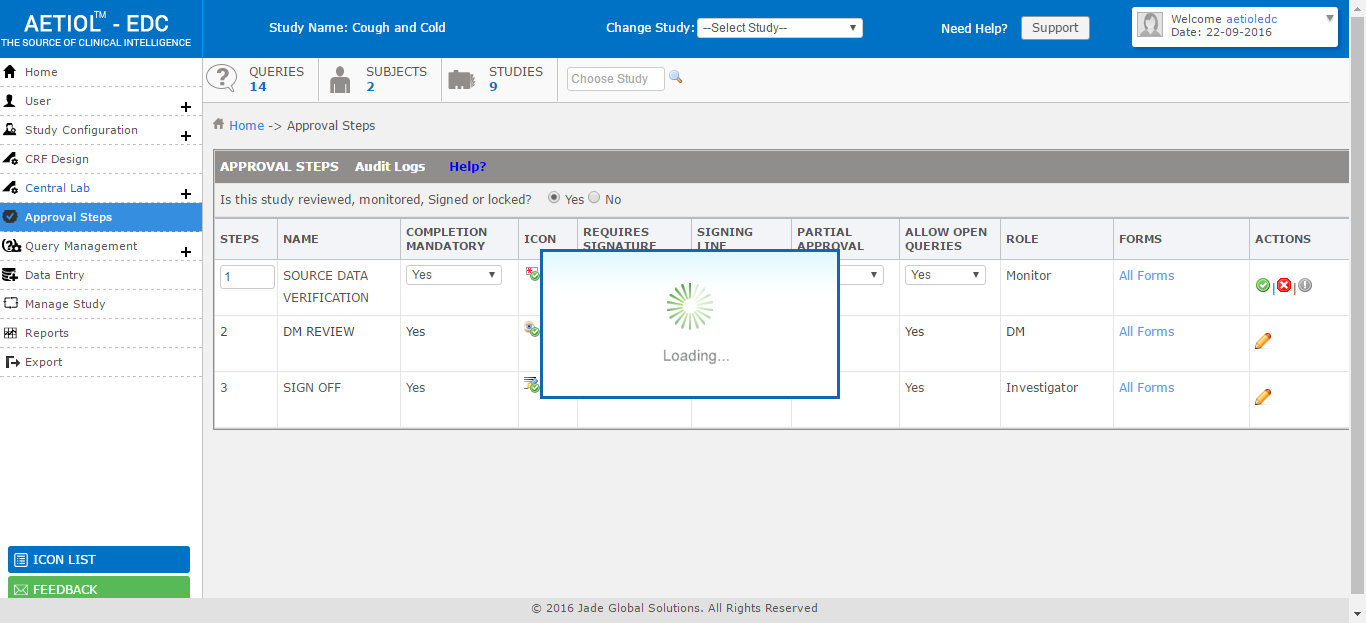 AETIOL™ - EDC
THE SOURCE OF CLINICAL INTELLIGENCE
Study Name: Cough and Cold
Change Study: --Select Study--
Need Help? Support
Welcome aetioledc
Date: 22-09-2016
Home
User
Study Configuration
CRF Design
Central Lab
Approval Steps
Query Management
Data Entry
Manage Study
Reports
Export
ICON LIST
FEEDBACK
QUERIES
14
SUBJECTS
2
STUDIES
9
Choose Study
Home -> Approval Steps
APPROVAL STEPS Audit Logs Help?
Is this study reviewed, monitored, Signed or locked? Yes No
STEPS NAME COMPLETION MANDATORY ICON REQUIRES SIGNATURE SIGNING LINE PARTIAL APPROVAL ALLOW OPEN QUERIES ROLE FORMS ACTIONS
1 SOURCE DATA VERIFICATION Yes Yes Monitor All Forms | |
2 DM REVIEW Yes Yes DM All Forms
3 SIGN OFF Yes Yes Investigator All Forms
Loading...
© 2016 Jade Global Solutions. All Rights Reserved